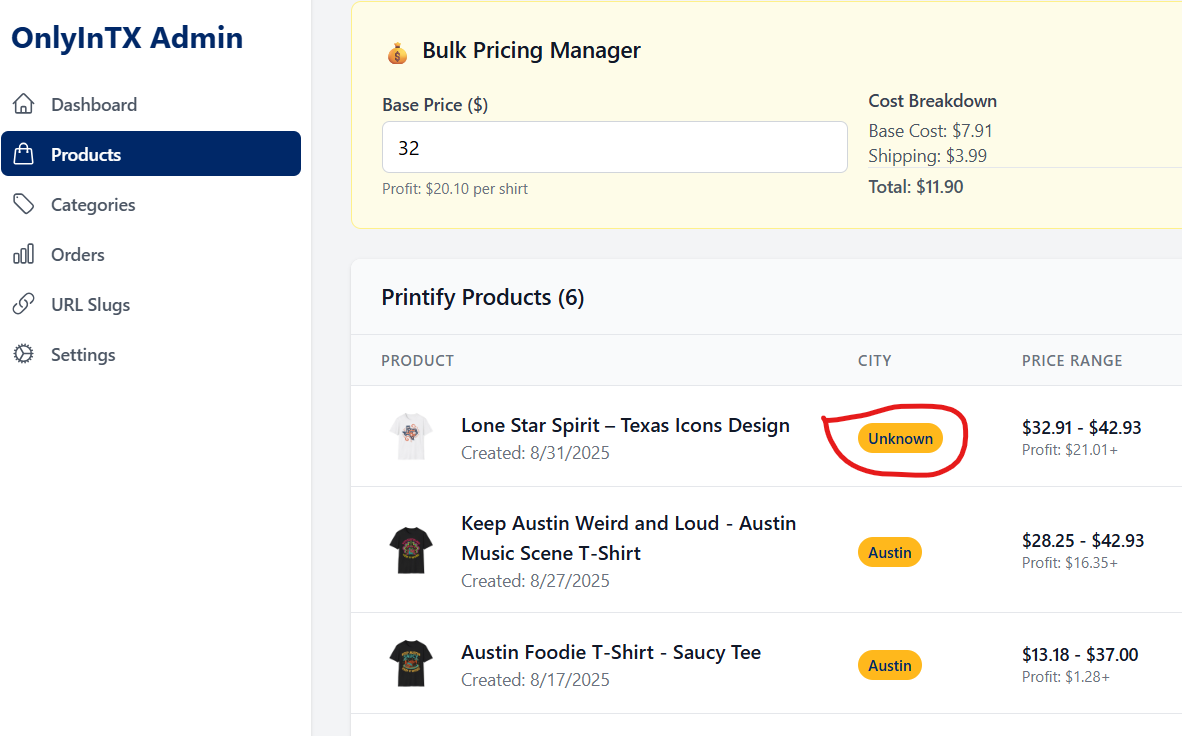 OnlyInTX Admin
Dashboard
Products
Categories
Orders
URL Slugs
Settings
Bulk Pricing Manager
Base Price ($)
32
Profit: $20.10 per shirt
Cost Breakdown
Base Cost: $7.91
Shipping: $3.99
Total: $11.90
Printify Products (6)
PRODUCT CITY PRICE RANGE
Lone Star Spirit – Texas Icons Design
Created: 8/31/2025
Unknown
$32.91 - $42.93
Profit: $21.01+
Keep Austin Weird and Loud - Austin
Music Scene T-Shirt
Created: 8/27/2025
Austin
$28.25 - $42.93
Profit: $16.35+
Austin Foodie T-Shirt - Saucy Tee
Created: 8/17/2025
Austin
$13.18 - $37.00
Profit: $1.28+